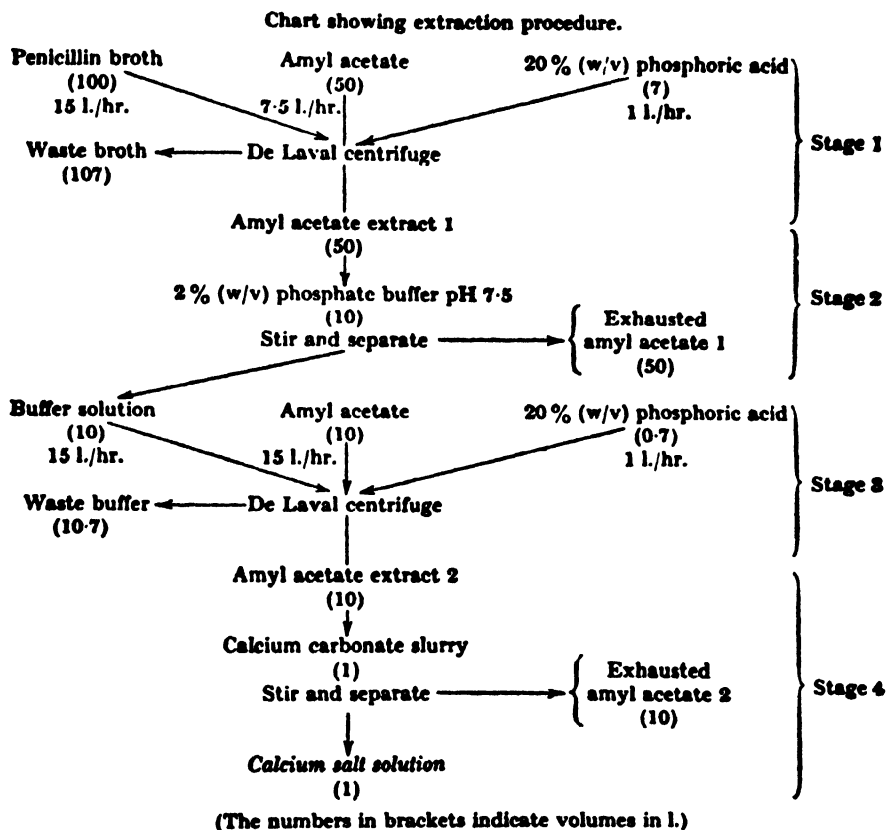 Chart showing extraction procedure.
Penicillin broth
(100)
15 l./hr.
Amyl acetate
(50)
7·5 l./hr.
20 % (w/v) phosphoric acid
(7)
1 l./hr.
Waste broth
(107)
De Laval centrifuge
Stage 1
Amyl acetate extract 1
(50)
2 % (w/v) phosphate buffer pH 7·5
(10)
Stir and separate
Exhausted
amyl acetate 1
(50)
Stage 2
Buffer solution
(10)
15 l./hr.
Amyl acetate
(10)
15 l./hr.
20 % (w/v) phosphoric acid
(0·7)
1 l./hr.
Waste buffer
(10·7)
De Laval centrifuge
Stage 3
Amyl acetate extract 2
(10)
Calcium carbonate slurry
(1)
Stir and separate
Exhausted
amyl acetate 2
(10)
Stage 4
Calcium salt solution
(1)
(The numbers in brackets indicate volumes in l.)